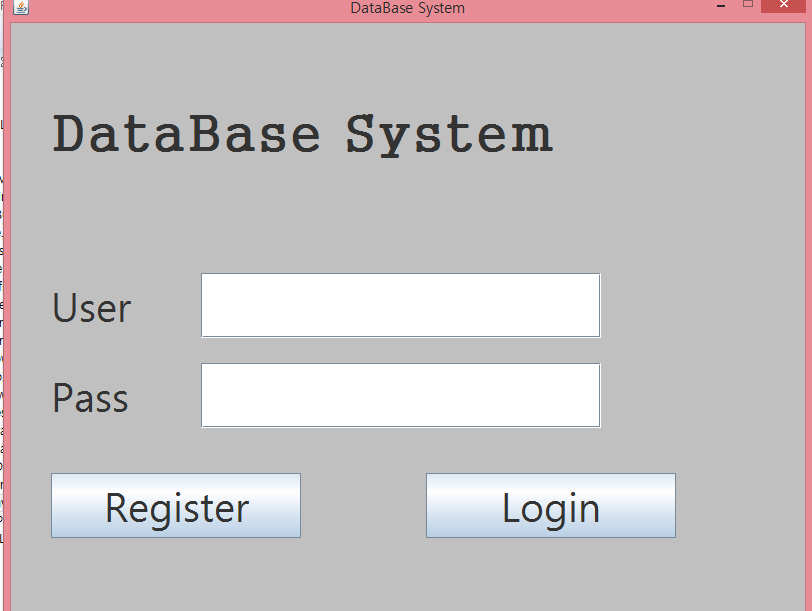 DataBase System
DataBase System
User
Pass
Register
Login